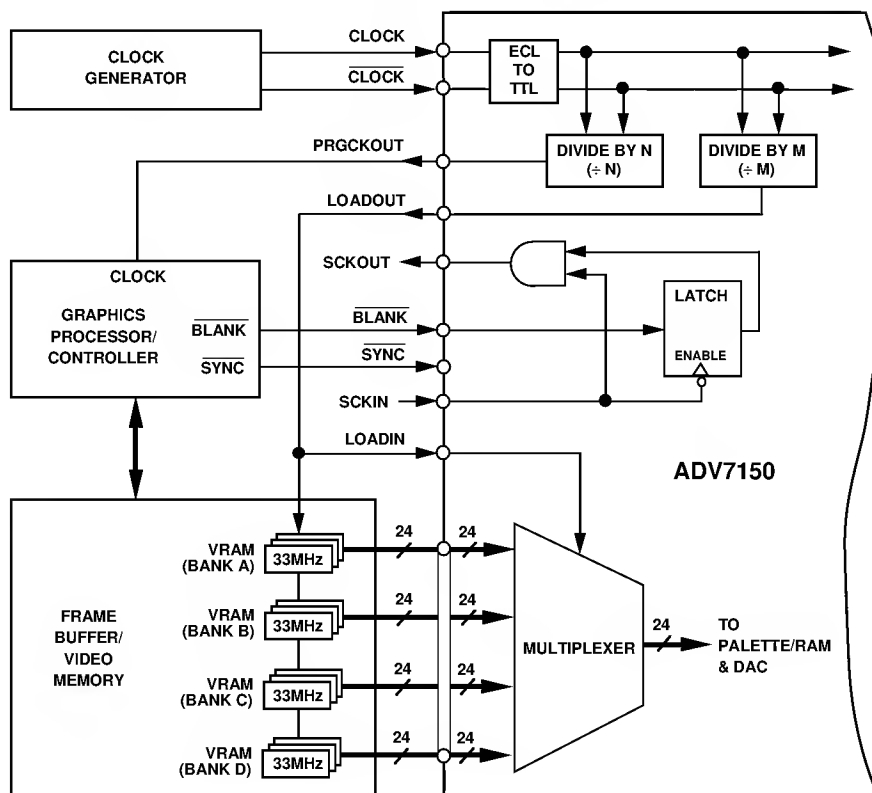 CLOCK
GENERATOR
CLOCK
CLOCK
ECL
TO
TTL
PRGCKOUT
DIVIDE BY N
(÷ N)
DIVIDE BY M
(÷ M)
LOADOUT
SCKOUT
CLOCK
GRAPHICS
PROCESSOR/
CONTROLLER
BLANK
SYNC
BLANK
SYNC
LATCH
ENABLE
SCKIN
LOADIN
ADV7150
FRAME
BUFFER/
VIDEO
MEMORY
VRAM
(BANK A)
33MHz
24
24
VRAM
(BANK B)
33MHz
24
24
VRAM
(BANK C)
33MHz
24
24
VRAM
(BANK D)
33MHz
24
24
MULTIPLEXER
24
TO
PALETTE/RAM
& DAC